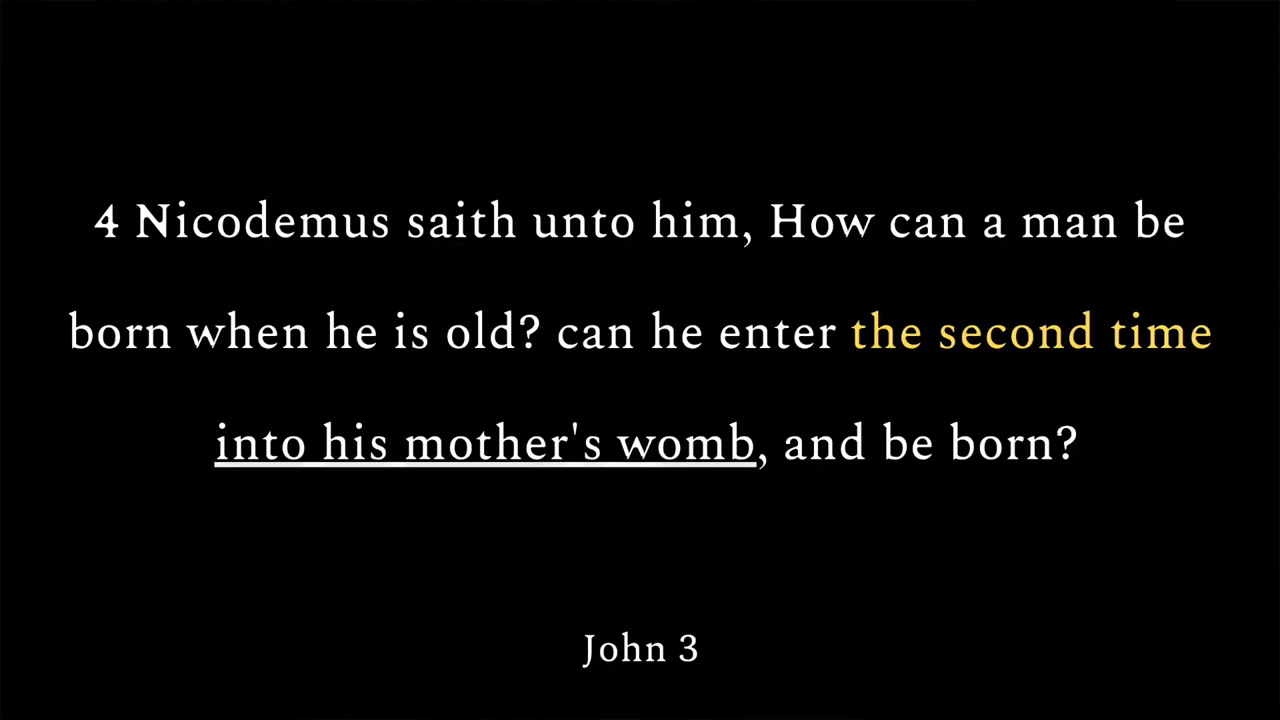 4 Nicodemus saith unto him, How can a man be
born when he is old? can he enter the second time
into his mother's womb, and be born?
John 3